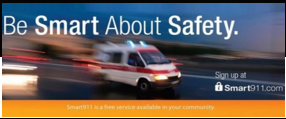 Be Smart About Safety.
Sign up at
Smart911.com
Smart911 is a free service available in your community.